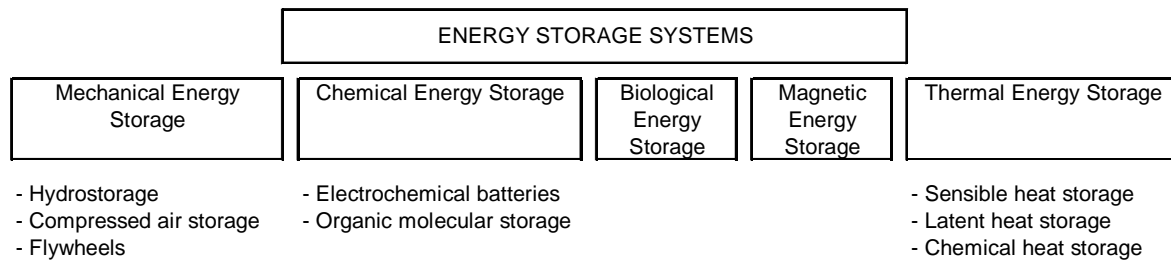 ENERGY STORAGE SYSTEMS
Mechanical Energy
Storage
Chemical Energy Storage
Biological
Energy
Storage
Magnetic
Energy
Storage
Thermal Energy Storage
- Hydrostorage
- Compressed air storage
- Flywheels
- Electrochemical batteries
- Organic molecular storage
- Sensible heat storage
- Latent heat storage
- Chemical heat storage